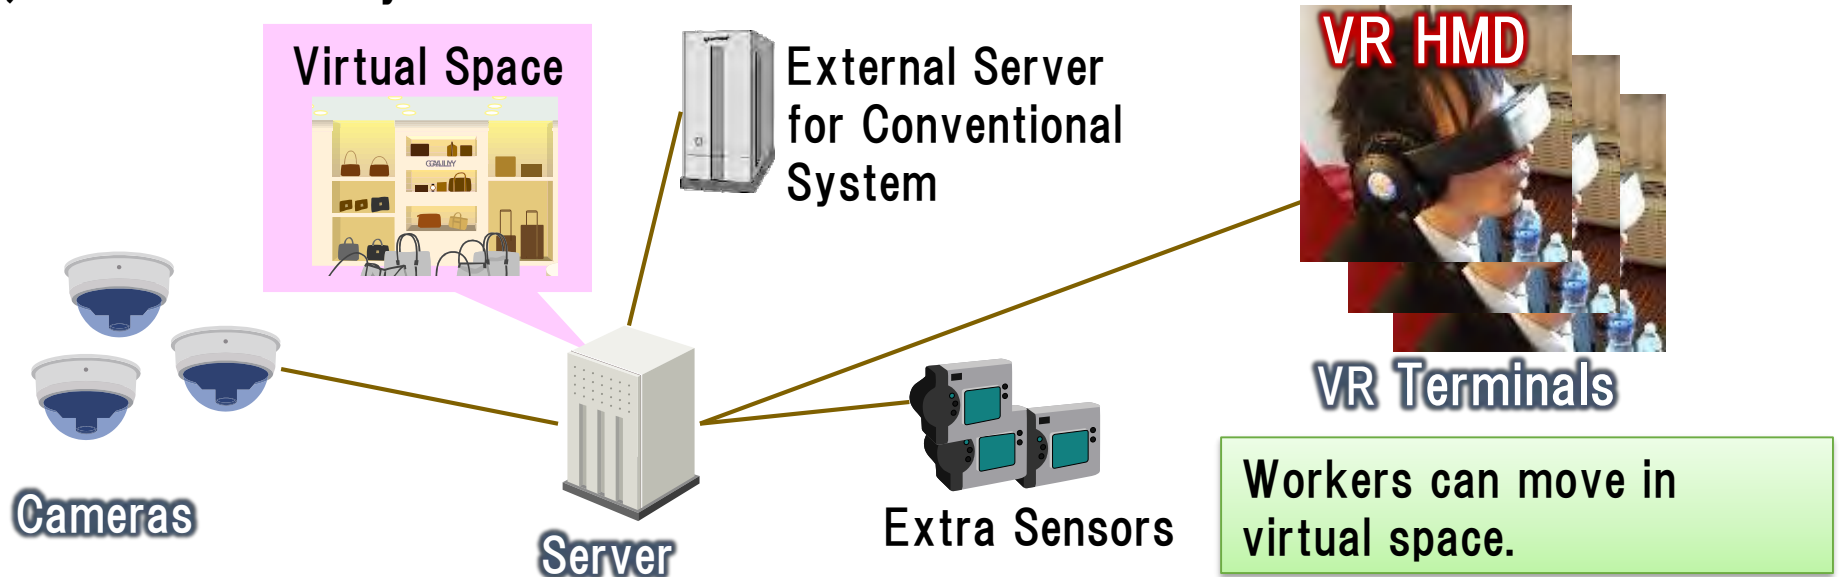 Virtual Space
External Server
for Conventional
System
VR HMD
VR Terminals
Cameras
Server
Extra Sensors
Workers can move in
virtual space.